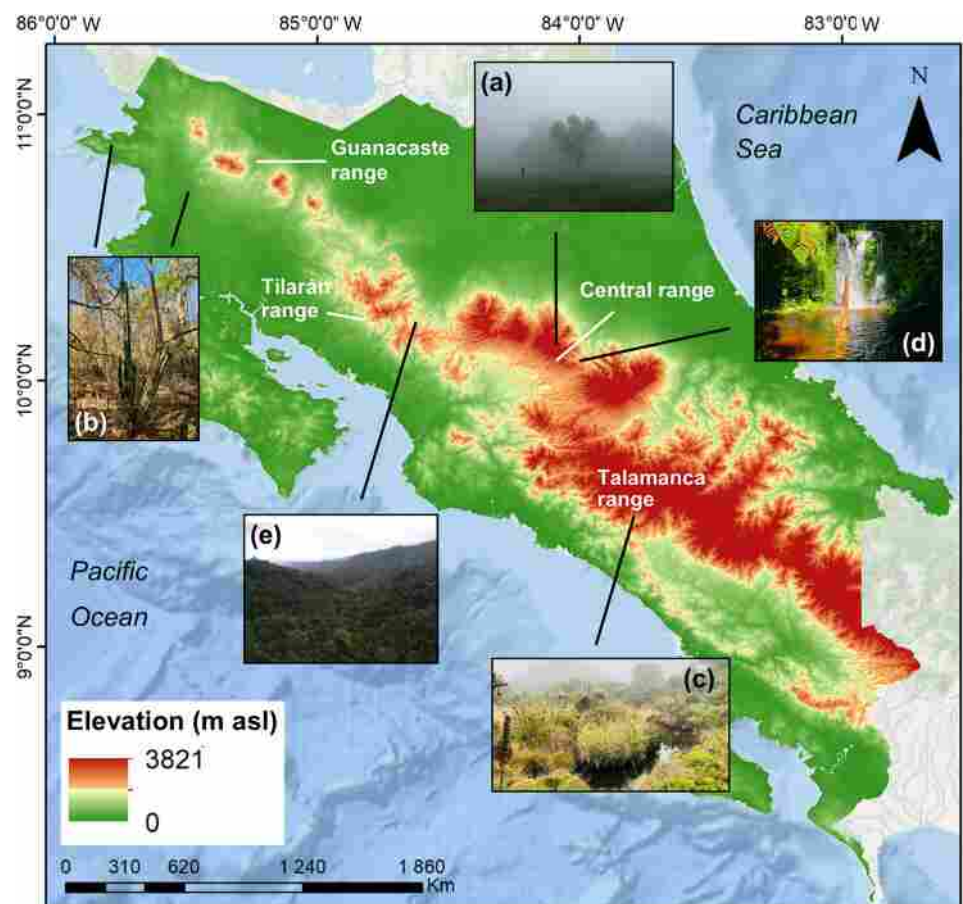 86°0'0" W
85°0'0" W
84°0'0" W
83°0'0" W
11°0'0"N
10°0'0"N
9°0'0"N
(a)
N
Caribbean
Sea
Guanacaste
range
Tilarán
range
Central range
(d)
(b)
Talamanca
range
(e)
Pacific
Ocean
(c)
Elevation (m asl)
3821
0
0 310 620 1 240 1 860
Km